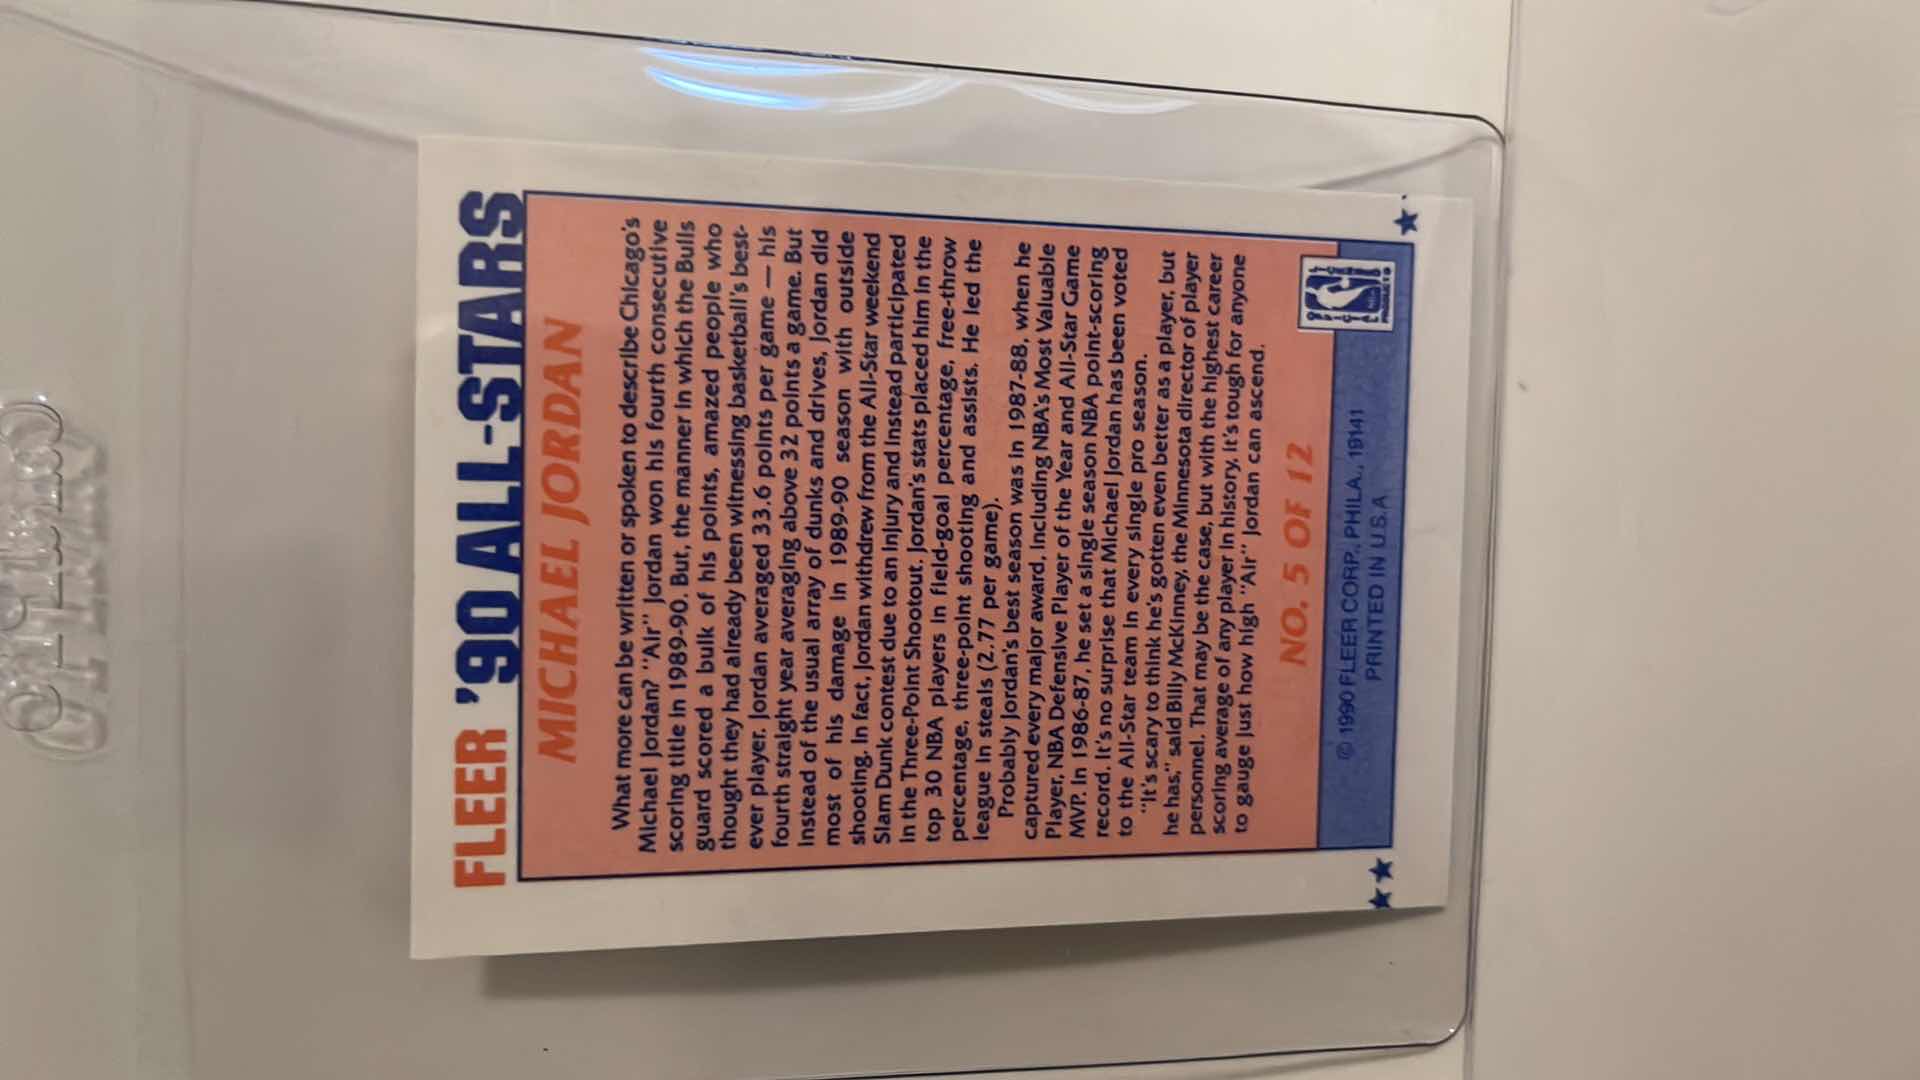 FLEER '90 ALL-STARS
MICHAEL JORDAN
What more can be written or spoken to describe Chicago's
Michael Jordan? "Air" Jordan won his fourth consecutive
scoring title in 1989-90. But, the manner in which the Bulls
guard scored a bulk of his points, amazed people who
thought they had already been witnessing basketball's best-
ever player. Jordan averaged 33.6 points per game — his
fourth straight year averaging above 32 points a game. But
instead of the usual array of dunks and drives, Jordan did
most of his damage in 1989-90 season with outside
shooting. In fact, Jordan withdrew from the All-Star weekend
Slam Dunk contest due to an injury and instead participated
in the Three-Point Shootout. Jordan's stats placed him in the
top 30 NBA players in field-goal percentage, free-throw
percentage, three-point shooting and assists. He led the
league in steals (2.77 per game).
Probably Jordan's best season was in 1987-88, when he
captured every major award, including NBA's Most Valuable
Player, NBA Defensive Player of the Year and All-Star Game
MVP. In 1986-87, he set a single season NBA point-scoring
record. It's no surprise that Michael Jordan has been voted
to the All-Star team in every single pro season.
"It's scary to think he's gotten even better as a player, but
he has," said Billy McKinney, the Minnesota director of player
personnel. That may be the case, but with the highest career
scoring average of any player in history, it's tough for anyone
to gauge just how high "Air" Jordan can ascend.
NO. 5 OF 12
© 1990 FLEER CORP., PHILA., 19141
PRINTED IN U.S.A